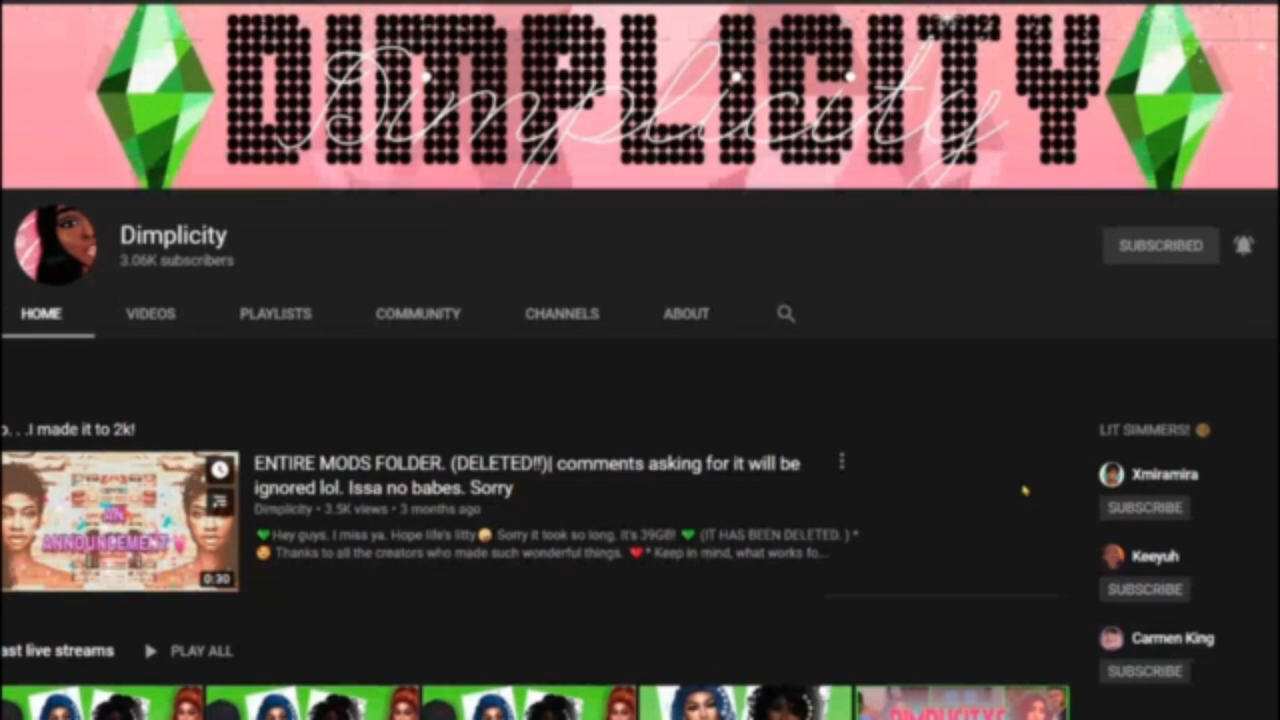 DIMPLICITY
Dimplicity
Dimplicity
3.06K subscribers
SUBSCRIBED
HOME VIDEOS PLAYLISTS COMMUNITY CHANNELS ABOUT
o. . .I made it to 2k!
AN
ANNOUNCEMENT
0:30
ENTIRE MODS FOLDER. (DELETED!!)| comments asking for it will be
ignored lol. Issa no babes. Sorry
Dimplicity • 3.5K views • 3 months ago
💚Hey guys. I miss ya. Hope life's litty😄 Sorry it took so long. It's 39GB! 💚 (IT HAS BEEN DELETED. ) *
Thanks to all the creators who made such wonderful things. ❤* Keep in mind, what works fo...
LIT SIMMERS!
Xmiramira
SUBSCRIBE
Keeyuh
SUBSCRIBE
Carmen King
SUBSCRIBE
ast live streams PLAY ALL
DIMPLICITYS